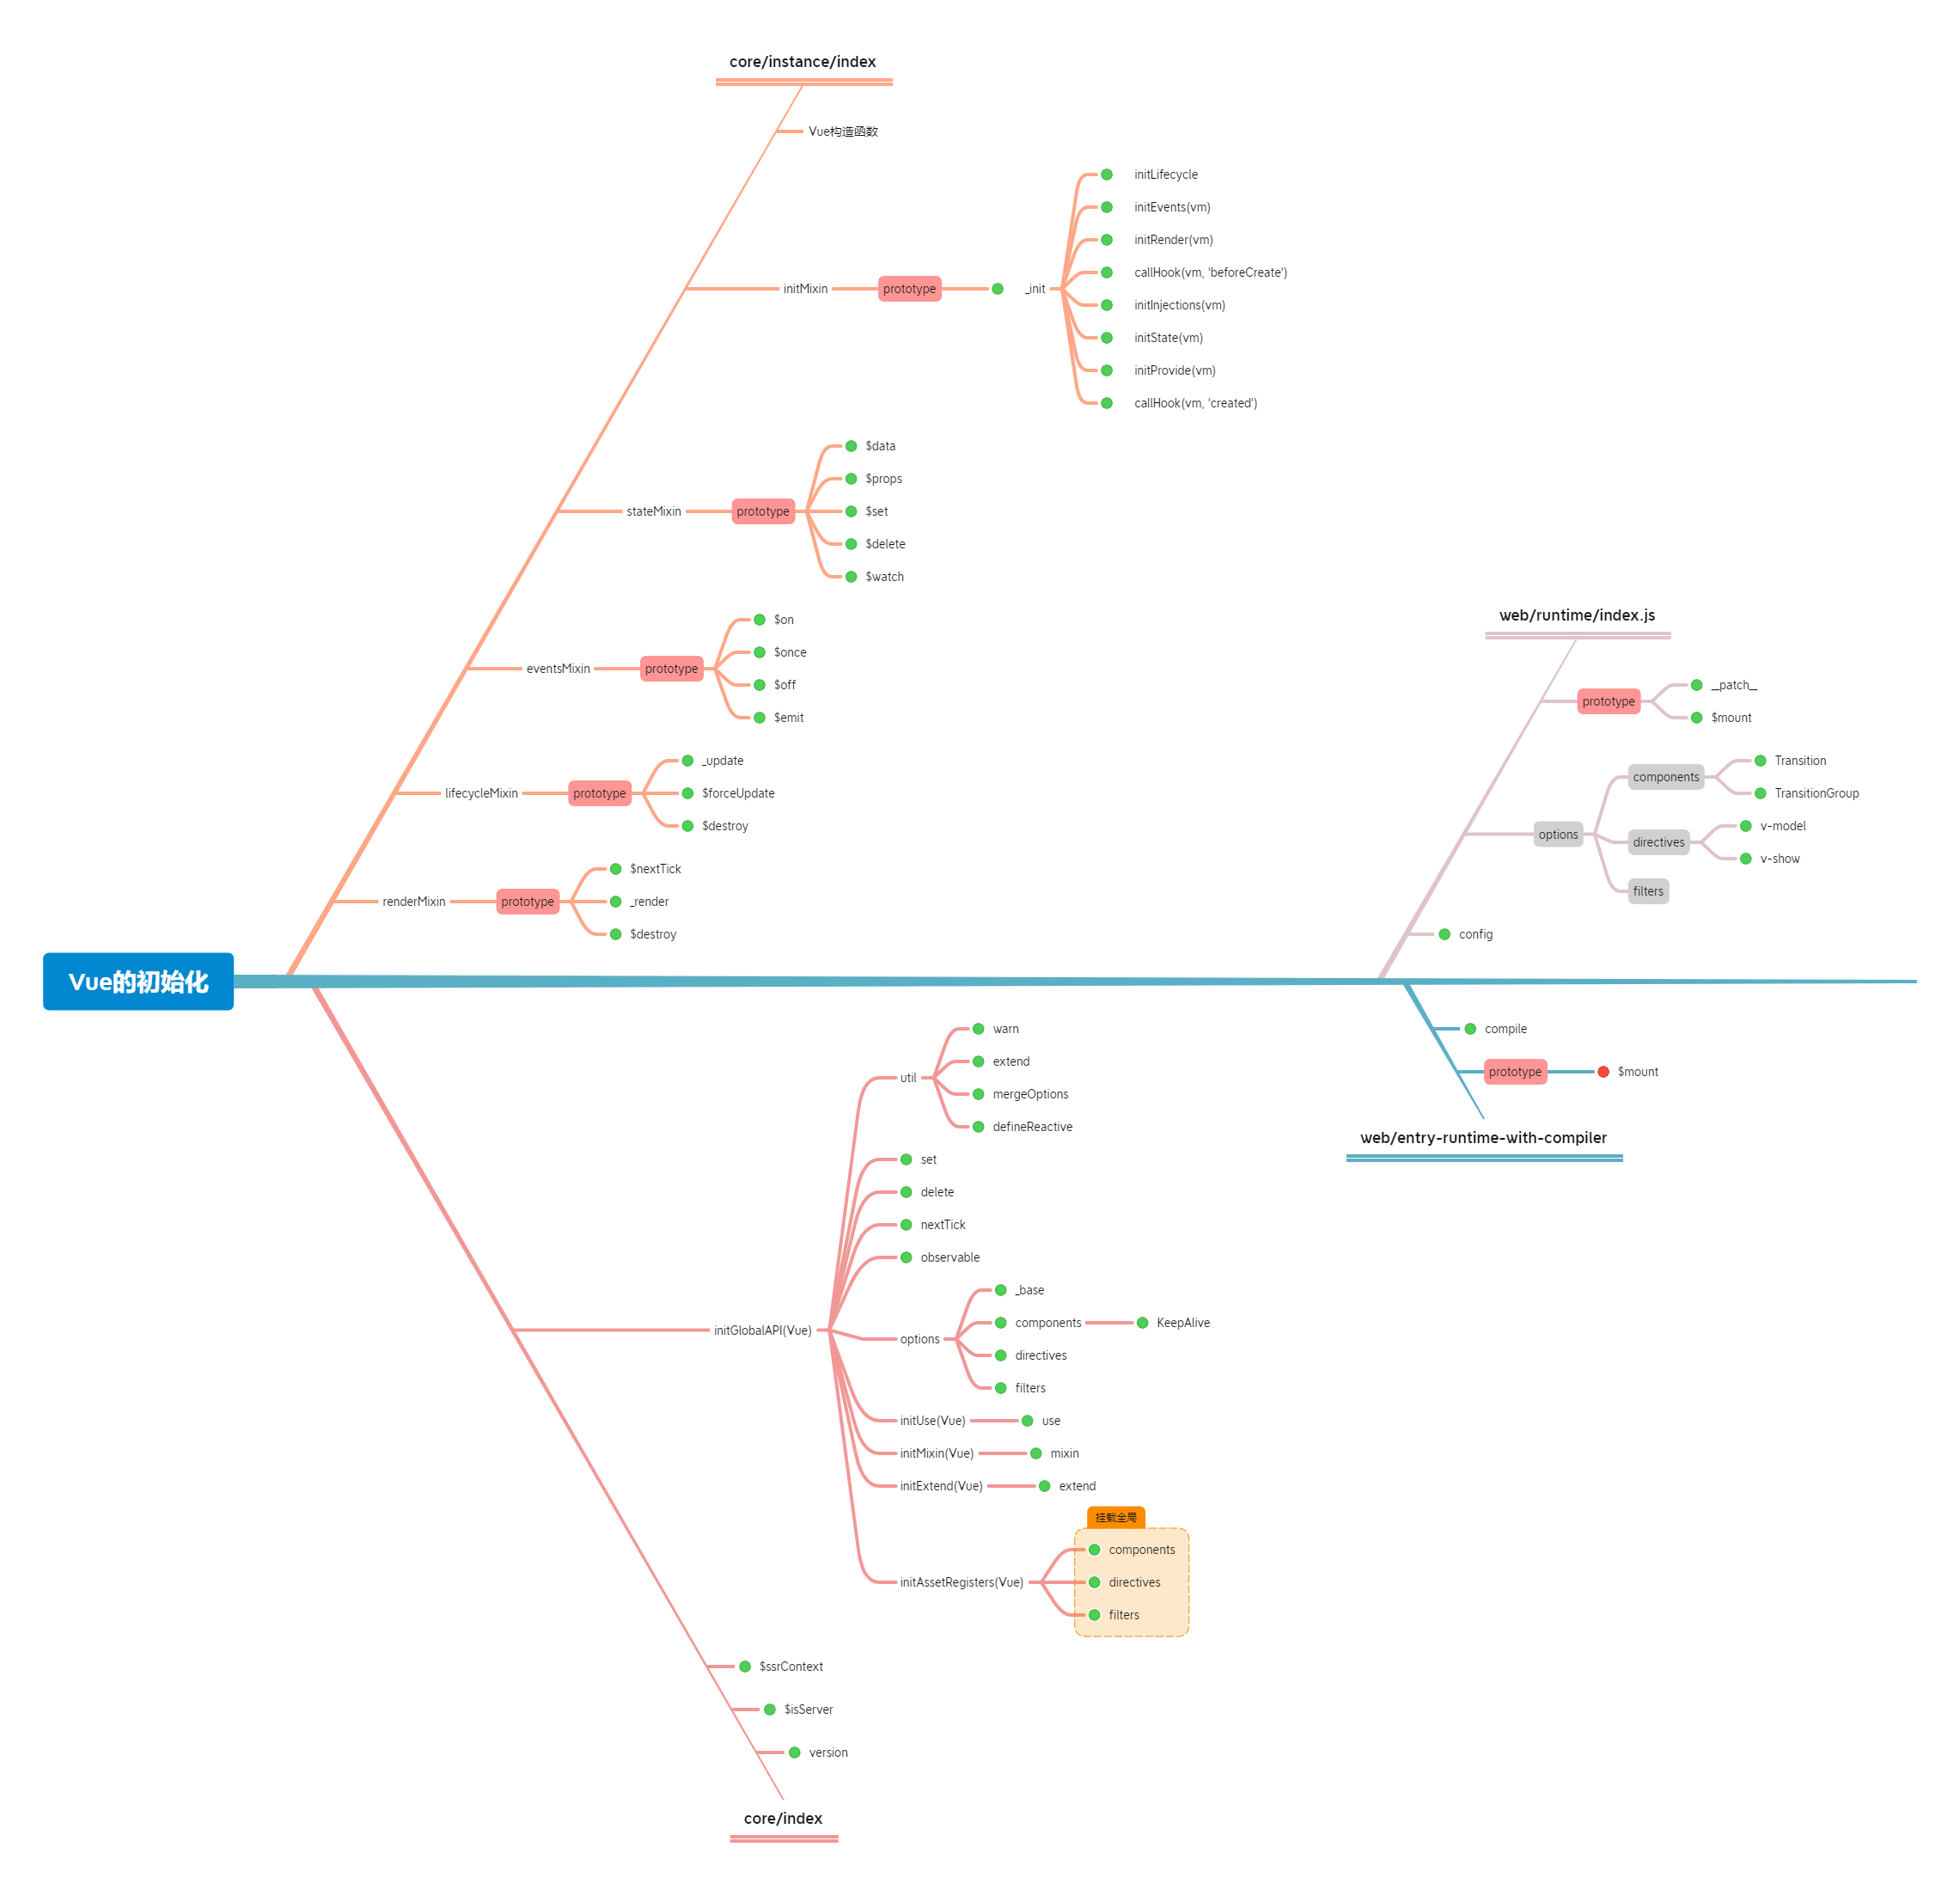 core/instance/index
Vue构造函数
initMixin
prototype
_init
initLifecycle
initEvents(vm)
initRender(vm)
callHook(vm, 'beforeCreate')
initInjections(vm)
initState(vm)
initProvide(vm)
callHook(vm, 'created')
stateMixin
prototype
$data
$props
$set
$delete
$watch
eventsMixin
prototype
$on
$once
$off
$emit
lifecycleMixin
prototype
_update
$forceUpdate
$destroy
renderMixin
prototype
$nextTick
_render
$destroy
web/runtime/index.js
prototype
__patch__
$mount
options
components
Transition
TransitionGroup
directives
v-model
v-show
filters
config
Vue的初始化
compile
prototype
$mount
web/entry-runtime-with-compiler
initGlobalAPI(Vue)
util
warn
extend
mergeOptions
defineReactive
set
delete
nextTick
observable
options
_base
components
KeepAlive
directives
filters
initUse(Vue)
use
initMixin(Vue)
mixin
initExtend(Vue)
extend
initAssetRegisters(Vue)
挂载全局
components
directives
filters
$ssrContext
$isServer
version
core/index